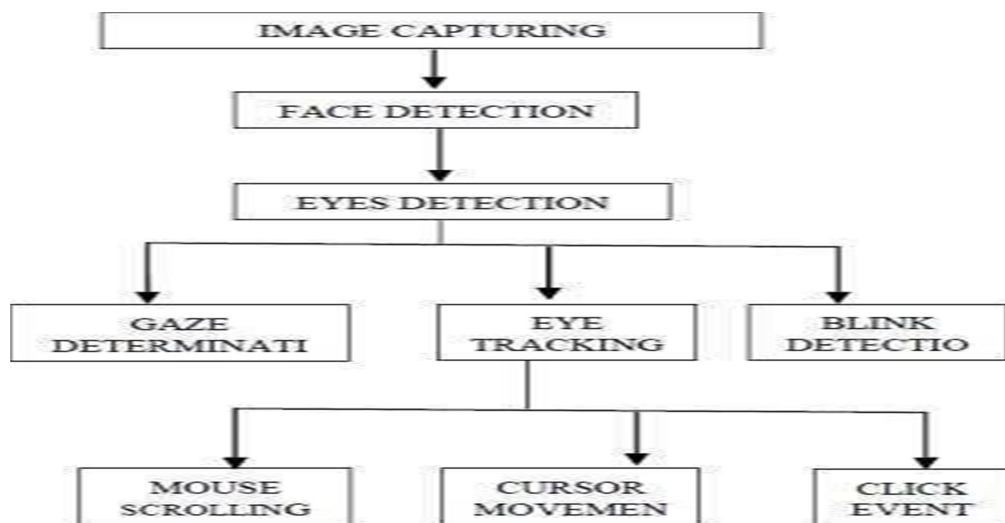 IMAGE CAPTURING
FACE DETECTION
EYES DETECTION
GAZE
DETERMINATI
EYE
TRACKING
BLINK
DETECTIO
MOUSE
SCROLLING
CURSOR
MOVEMEN
CLICK
EVENT